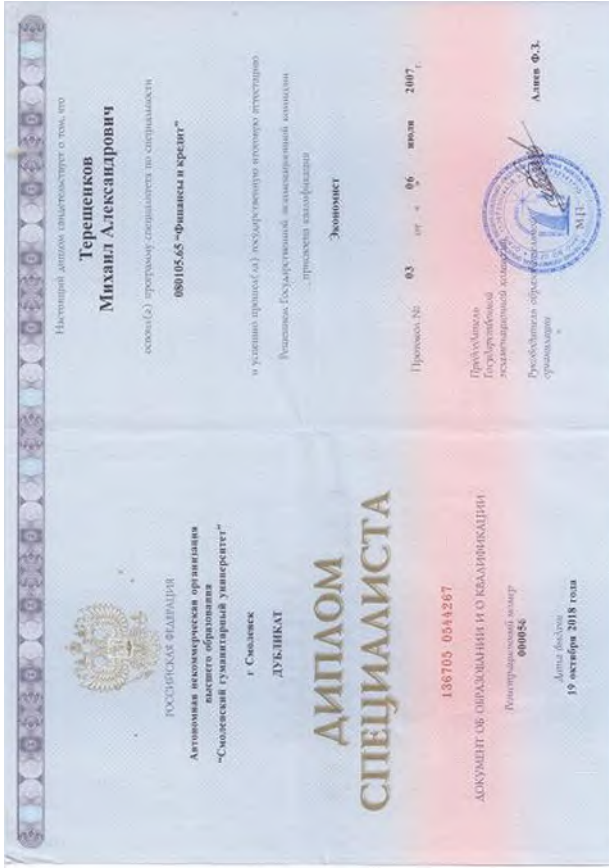 РОССИЙСКАЯ ФЕДЕРАЦИЯ
Автономная некоммерческая организация
высшего образования
"Смоленский гуманитарный университет"
г Смоленск
ДУБЛИКАТ
ДИПЛОМ
СПЕЦИАЛИСТА
136705 0544267
ДОКУМЕНТ ОБ ОБРАЗОВАНИИ И О КВАЛИФИКАЦИИ
Регистрационный номер
000056
Дата выдачи
19 октября 2018 года
Настоящий диплом свидетельствует о том, что
Терещенков
Михаил Александрович
освоил(а) программу специалитета по специальности
080105.65 "Финансы и кредит"
и успешно прошел(ла) государственную итоговую аттестацию
Решением Государственной экзаменационной комиссии
присвоена квалификация
Экономист
Протокол № 03 от « 06 » июля 2007 г.
Председатель
Государственной
экзаменационной комиссии
Руководитель образовательной
организации
Алиев Ф.З.
М.П.